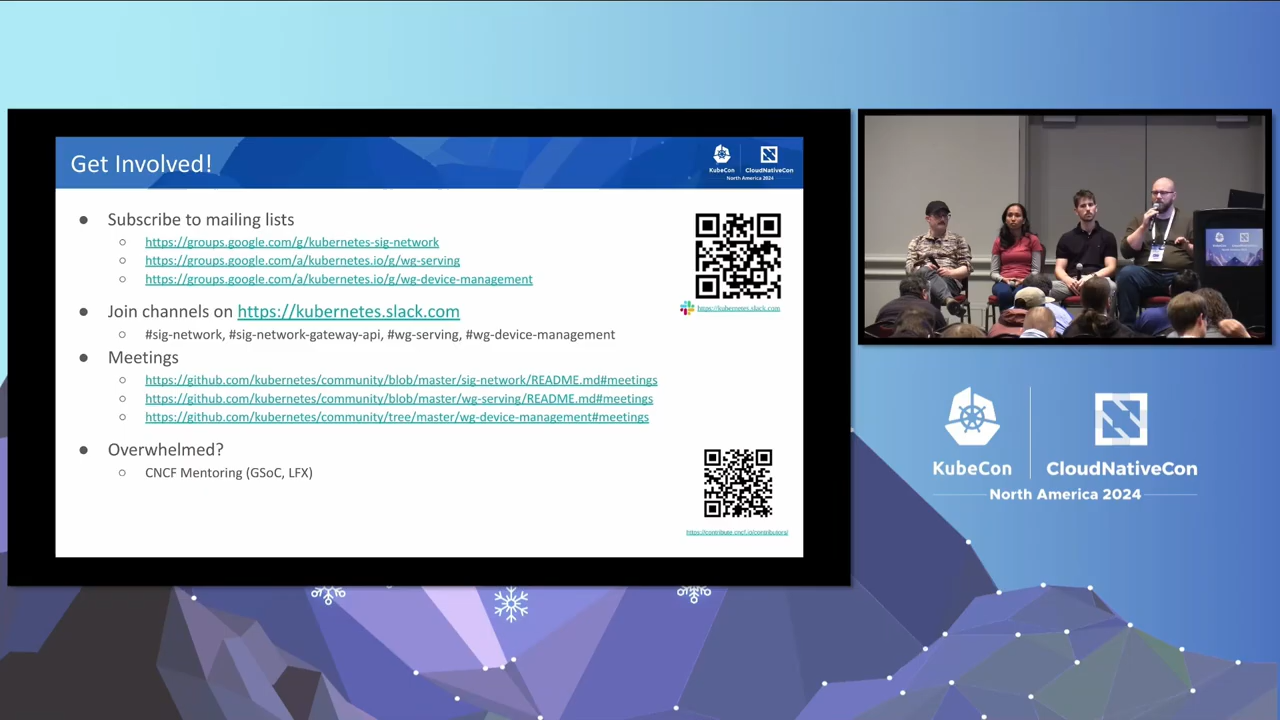 Get Involved!
KubeCon
CloudNativeCon
North America 2024
Subscribe to mailing lists
https://groups.google.com/g/kubernetes-sig-network
https://groups.google.com/a/kubernetes.io/g/wg-serving
https://groups.google.com/a/kubernetes.io/g/wg-device-management
Join channels on https://kubernetes.slack.com
#sig-network, #sig-network-gateway-api, #wg-serving, #wg-device-management
https://kubernetes.slack.com
Meetings
https://github.com/kubernetes/community/blob/master/sig-network/README.md#meetings
https://github.com/kubernetes/community/blob/master/wg-serving/README.md#meetings
https://github.com/kubernetes/community/tree/master/wg-device-management#meetings
Overwhelmed?
CNCF Mentoring (GSoC, LFX)
https://contribute.cncf.io/contributors/
KubeCon
CloudNativeCon
North America 2024